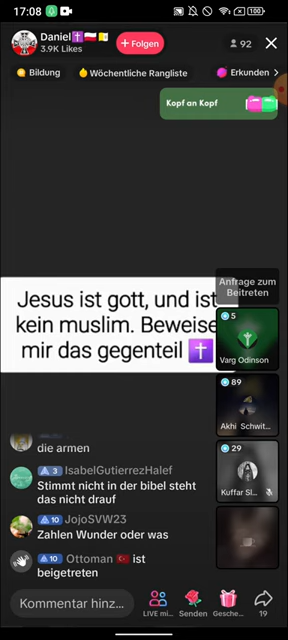 17:08
Daniel✝️🇵🇱🇻🇦
3.9K Likes
+ Folgen
92
Bildung
Wöchentliche Rangliste
Erkunden
Kopf an Kopf
Anfrage zum
Beitreten
Jesus ist gott, und ist
kein muslim. Beweise
mir das gegenteil ✝️
5
Varg Odinson
89
Akhi Schwit...
29
Kuffar Sl...
die armen
3 IsabelGutierrezHalef
Stimmt nicht in der bibel steht
das nicht drauf
10 JojoSVW23
Zahlen Wunder oder was
10 Ottoman 🇹🇷 ist
beigetreten
Kommentar hinz...
LIVE mi...
Senden
Gesche...
19